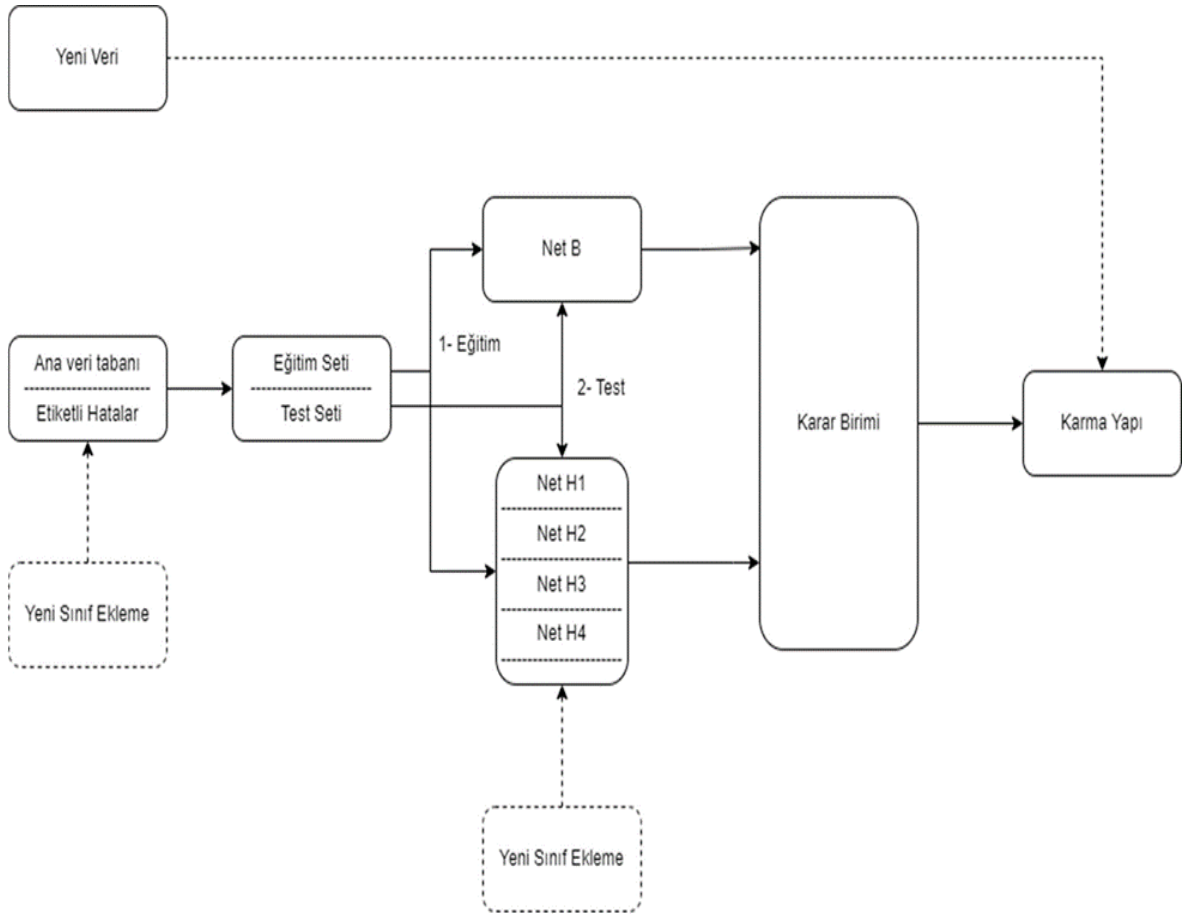 Yeni Veri
Net B
1- Eğitim
Ana veri tabanı
Etiketli Hatalar
Eğitim Seti
Test Seti
2- Test
Karar Birimi
Karma Yapı
Net H1
Net H2
Net H3
Net H4
Yeni Sınıf Ekleme
Yeni Sınıf Ekleme